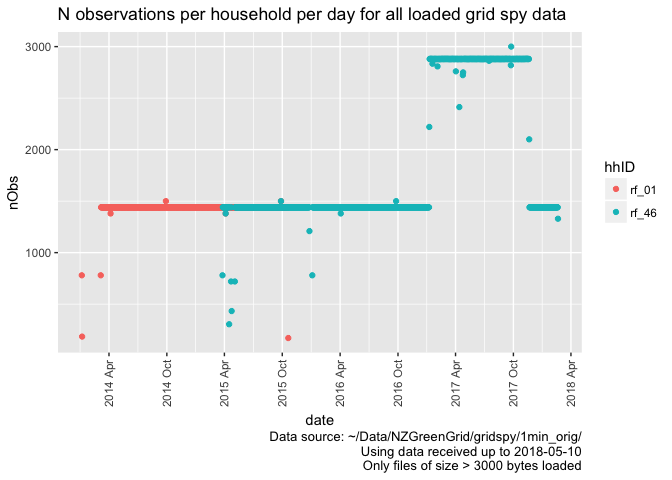 N observations per household per day for all loaded grid spy data
3000
2000
1000
nObs
2014 Apr
2014 Oct
2015 Apr
2015 Oct
2016 Apr
2016 Oct
2017 Apr
2017 Oct
2018 Apr
date
hhID
rf_01
rf_46
Data source: ~/Data/NZGreenGrid/gridspy/1min_orig/
Using data received up to 2018-05-10
Only files of size > 3000 bytes loaded